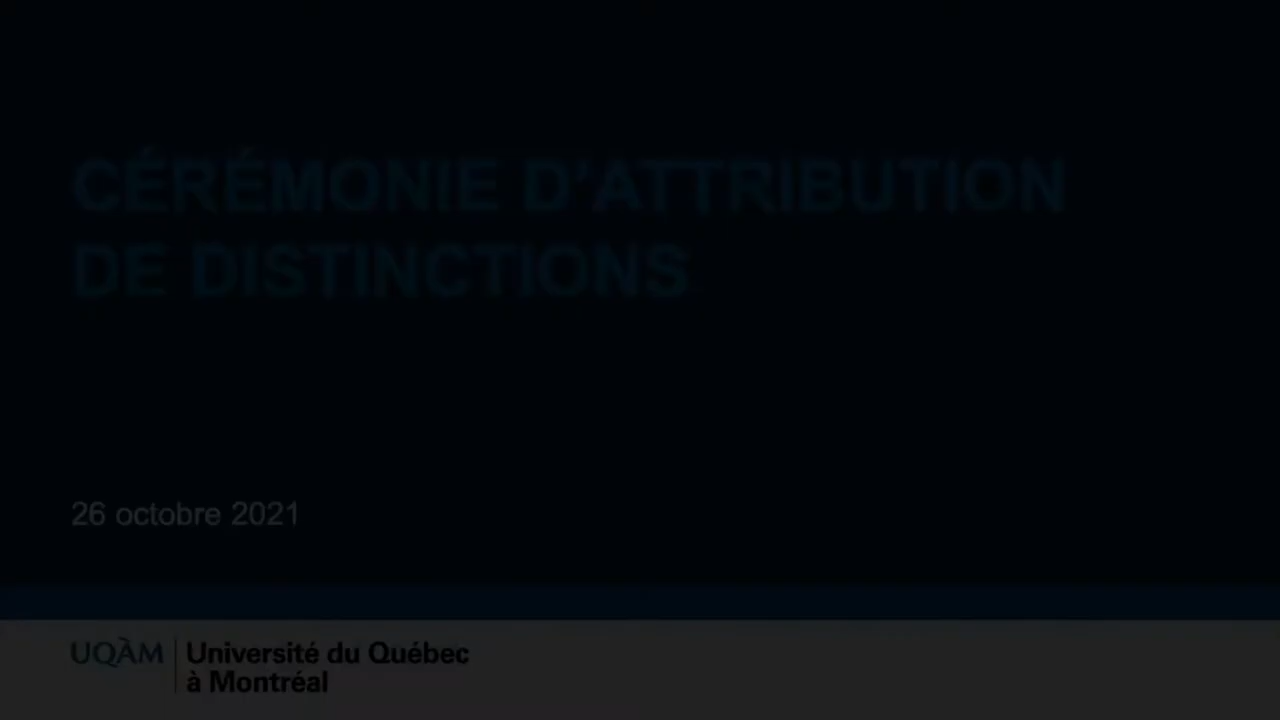 CÉRÉMONIE D'ATTRIBUTION
DE DISTINCTIONS
26 octobre 2021
UQÀM Université du Québec
à Montréal